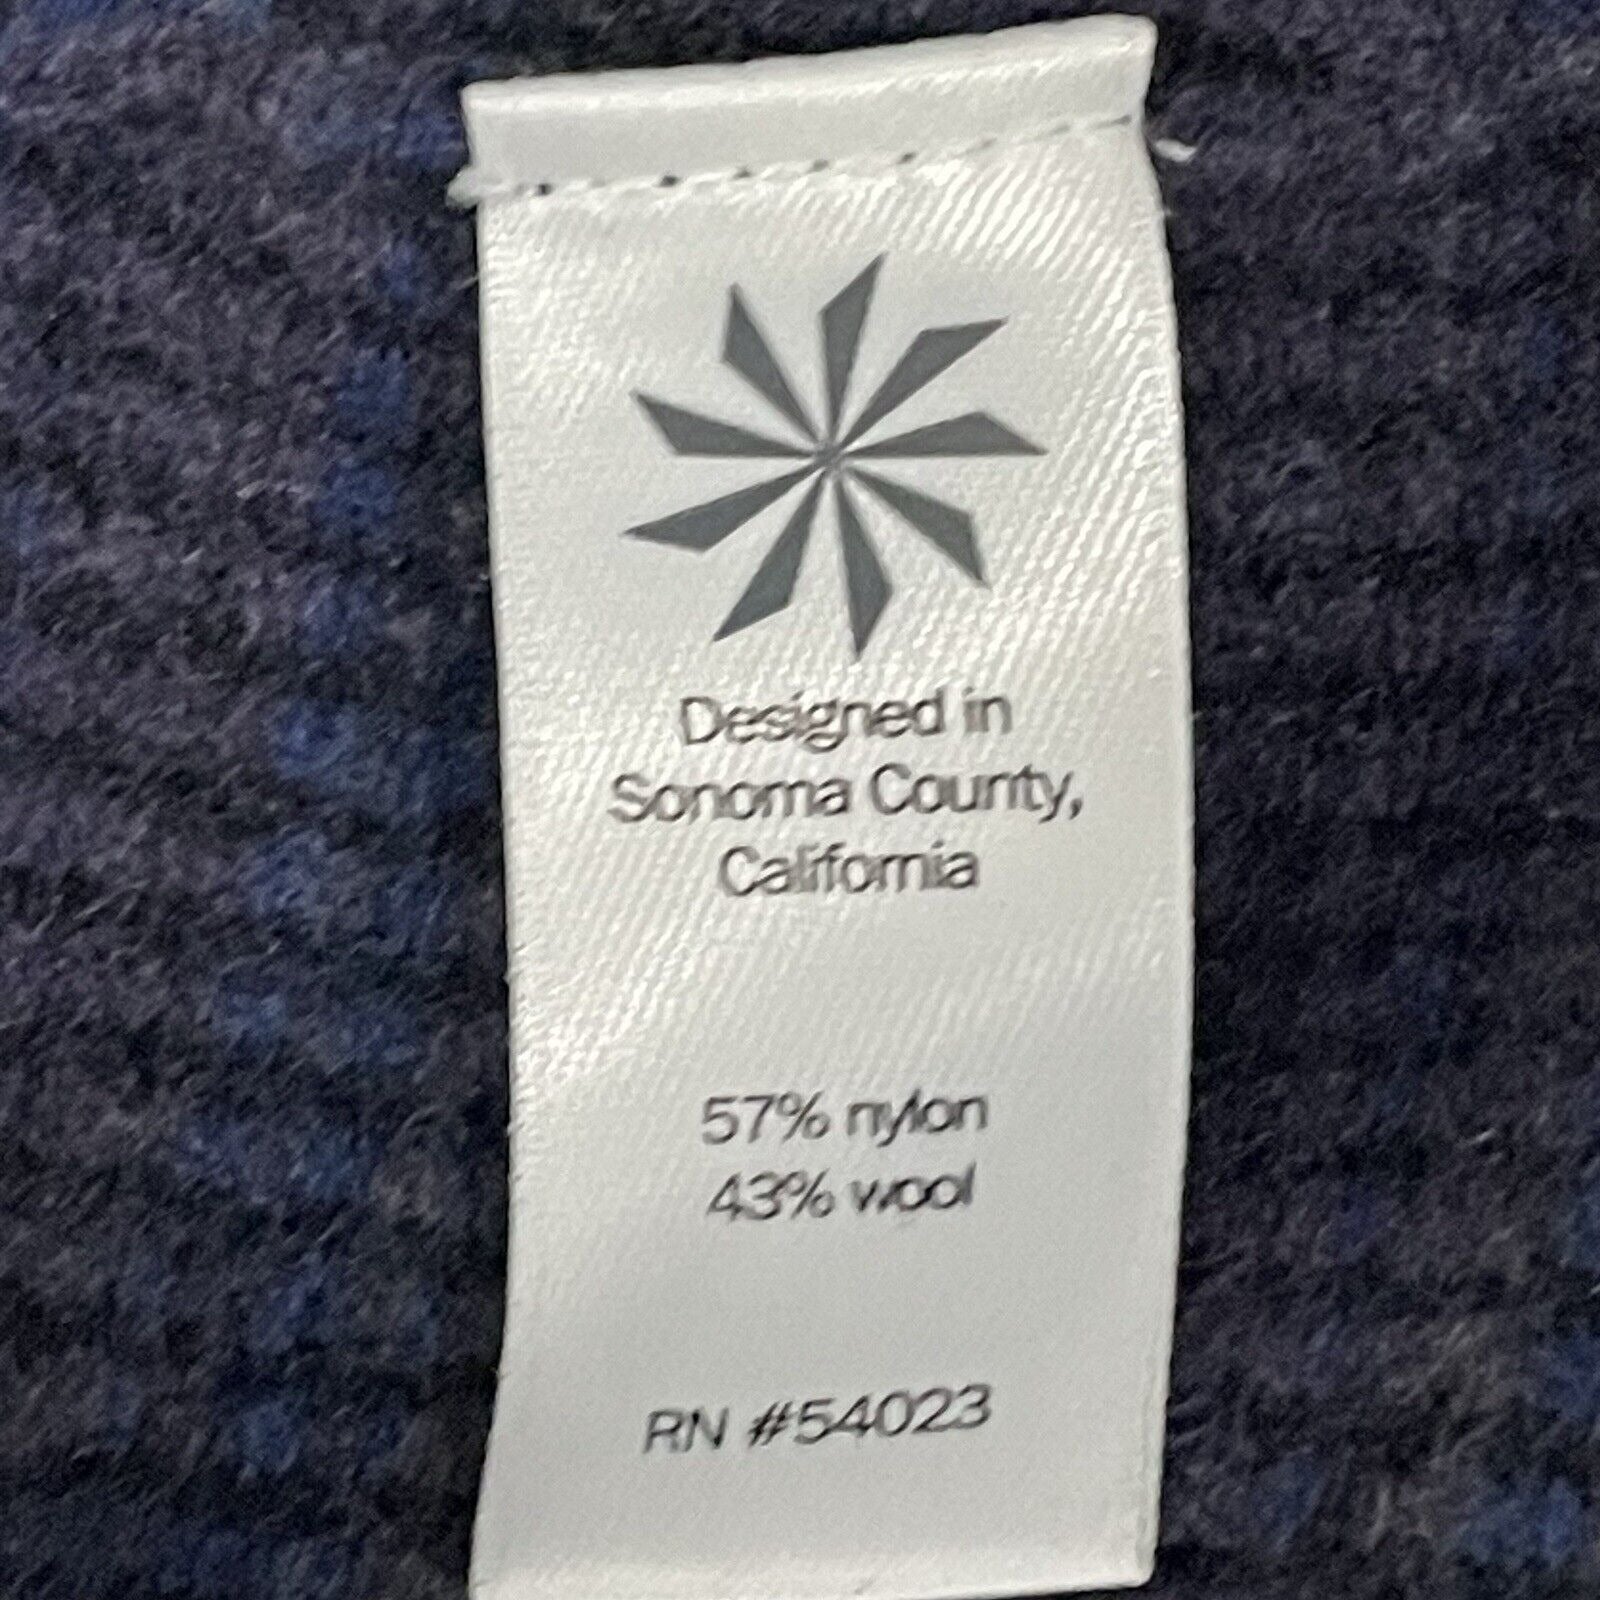 Designed in
Sonoma County,
California
57% nylon
43% wool
RN #54023